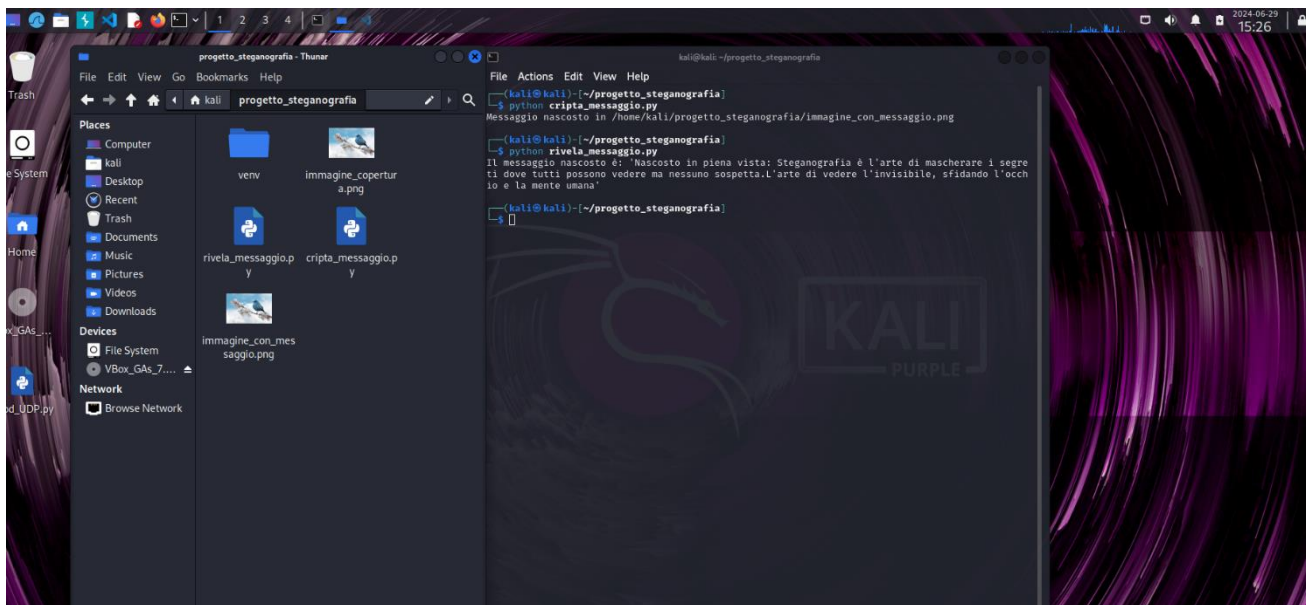 1 2 3 4
2024-06-29
15:26
Trash
e System
Home
ox_GAs_...
od_UDP.py
progetto_steganografia - Thunar
File Edit View Go Bookmarks Help
kali progetto_steganografia
Places
Computer
kali
Desktop
Recent
Trash
Documents
Music
Pictures
Videos
Downloads
Devices
File System
VBox_GAs_7....
Network
Browse Network
venv
immagine_copertur
a.png
rivela_messaggio.p
y
cripta_messaggio.p
y
immagine_con_mes
saggio.png
kali@kali: ~/progetto_steganografia
File Actions Edit View Help
(kali㉿kali)-[~/progetto_steganografia]
$ python cripta_messaggio.py
Messaggio nascosto in /home/kali/progetto_steganografia/immagine_con_messaggio.png
(kali㉿kali)-[~/progetto_steganografia]
$ python rivela_messaggio.py
Il messaggio nascosto è: 'Nascosto in piena vista: Steganografia è l'arte di mascherare i segre
ti dove tutti possono vedere ma nessuno sospetta.L'arte di vedere l'invisibile, sfidando l'occh
io e la mente umana'
(kali㉿kali)-[~/progetto_steganografia]
$
KALI
PURPLE